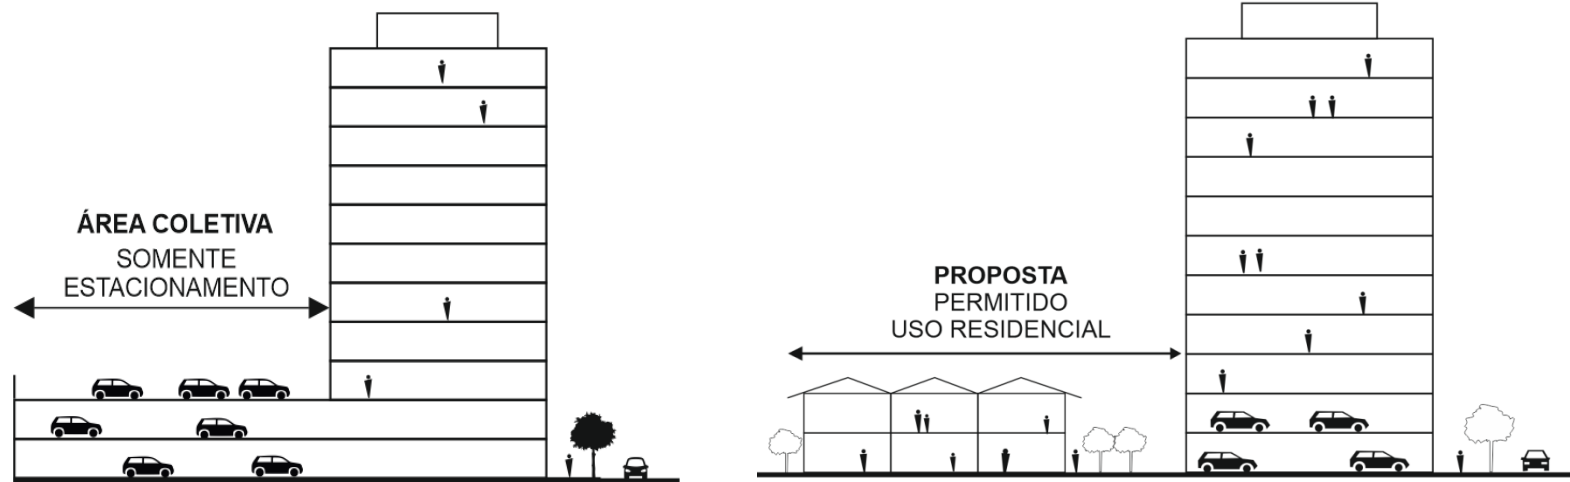 ÁREA COLETIVA
SOMENTE
ESTACIONAMENTO
PROPOSTA
PERMITIDO
USO RESIDENCIAL